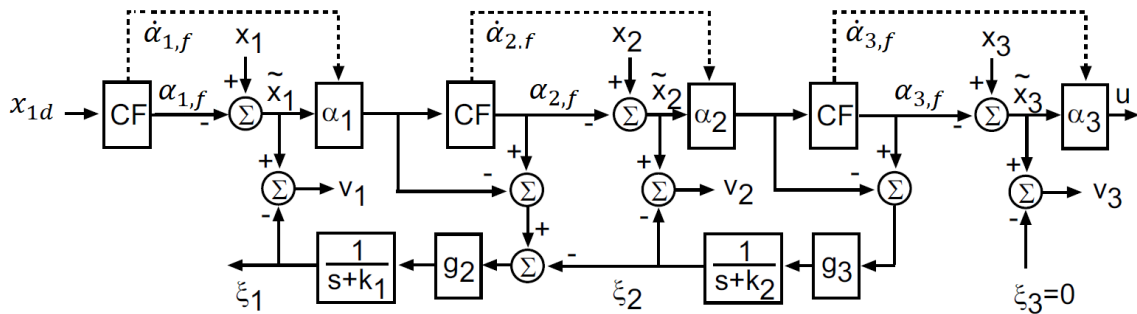 α̇₁,f
x₁
α̇₂.f
x₂
α̇₃,f
x₃
x₁d
CF
α₁,f
-
+
Σ
x̃₁
α₁
CF
α₂,f
-
+
Σ
x̃₂
α₂
CF
α₃,f
-
+
Σ
x̃₃
α₃
u
+
-
Σ
v₁
+
-
Σ
+
-
Σ
v₂
+
-
Σ
+
-
Σ
v₃
1
s+k₁
g₂
+
-
Σ
1
s+k₂
g₃
ξ₁
ξ₂
ξ₃=0